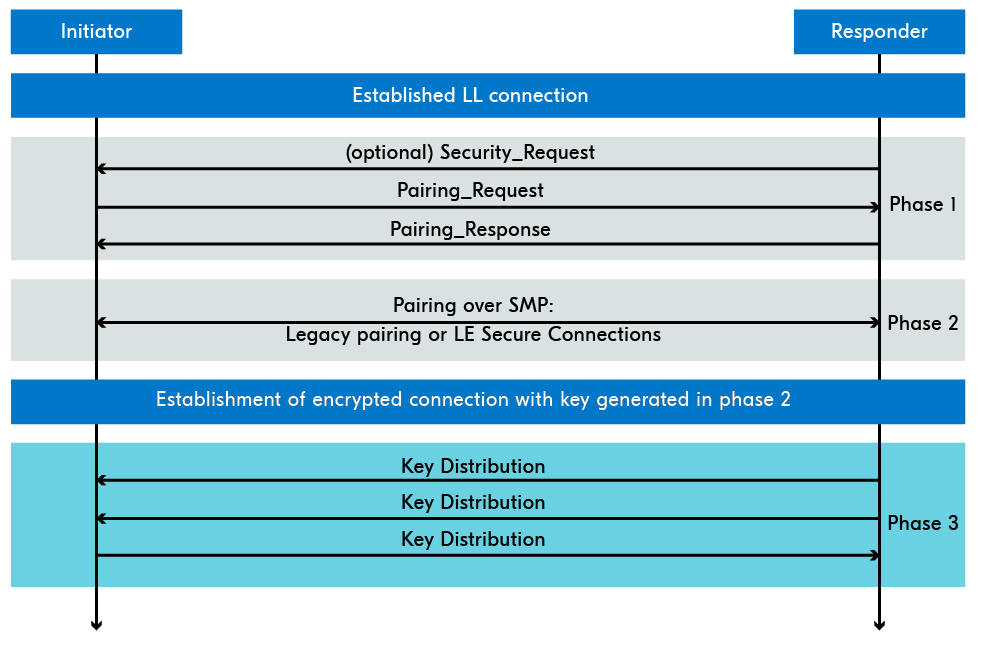 Initiator
Responder
Established LL connection
(optional) Security_Request
Pairing_Request
Phase 1
Pairing_Response
Pairing over SMP:
Phase 2
Legacy pairing or LE Secure Connections
Establishment of encrypted connection with key generated in phase 2
Key Distribution
Key Distribution
Phase 3
Key Distribution